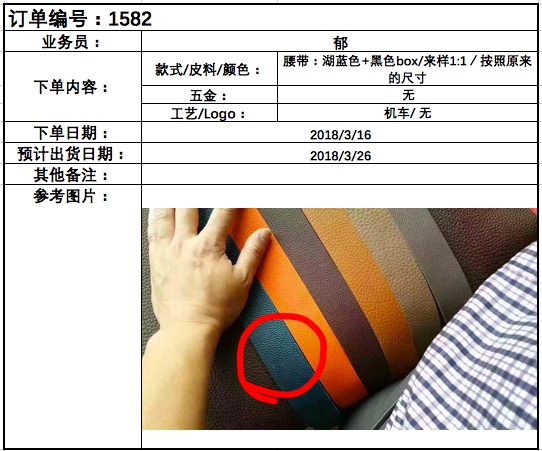 订单编号：1582
业务员： 郁
下单内容： 款式/皮料/颜色： 腰带：湖蓝色+黑色box/来样1:1 / 按照原来
的尺寸
五金： 无
工艺/Logo： 机车/ 无
下单日期： 2018/3/16
预计出货日期： 2018/3/26
其他备注：
参考图片：